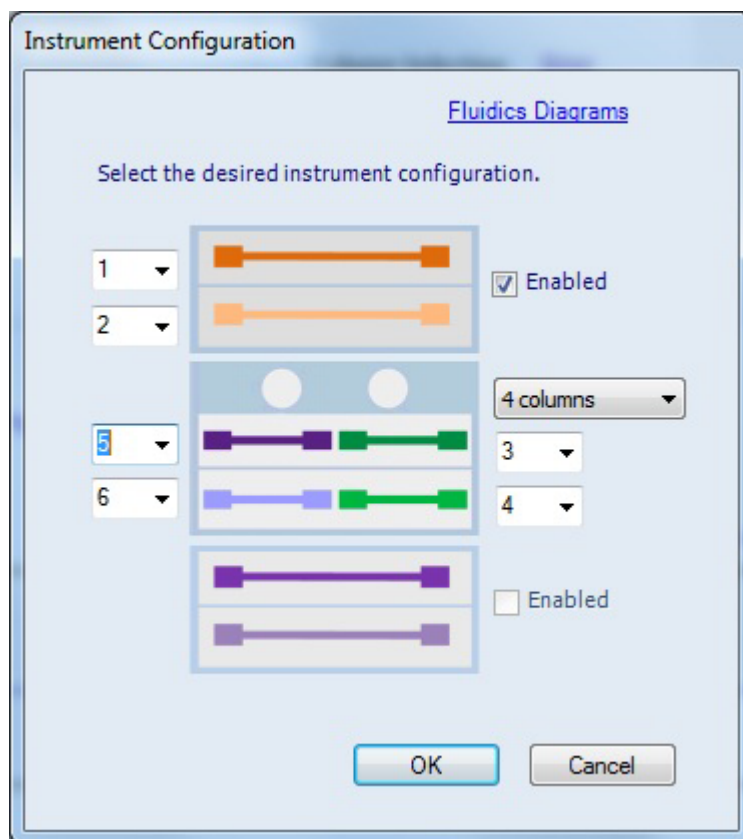 Instrument Configuration
Fluidics Diagrams
Select the desired instrument configuration.
1
Enabled
2
4 columns
5
3
6
4
Enabled
OK
Cancel